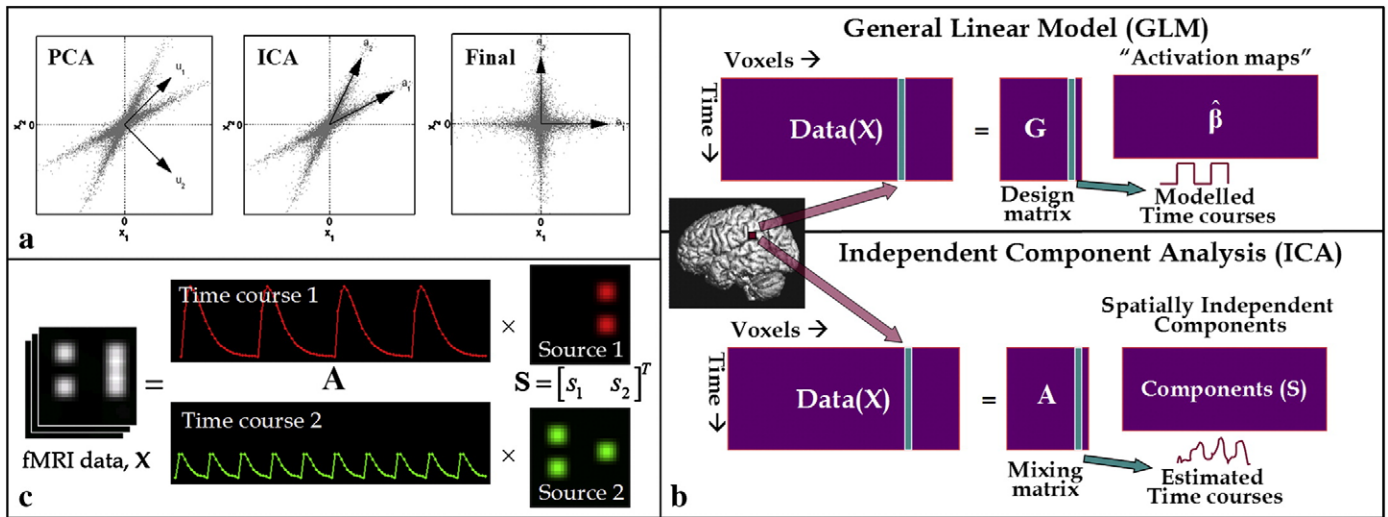 PCA
u₁
u₂
x₂
0
0
x₁
ICA
a₂
a₁
0
0
x₁
Final
a₂
a₁
0
0
x₁
a
General Linear Model (GLM)
Voxels →
"Activation maps"
Time →
Data(X)
=
G
β̂
Design
matrix
Modelled
Time courses
Independent Component Analysis (ICA)
Spatially Independent
Components
Voxels →
Time →
Data(X)
=
A
Components (S)
Mixing
matrix
Estimated
Time courses
b
Time course 1
×
Source 1
=
A
S = [s₁ s₂]ᵀ
Time course 2
×
Source 2
fMRI data, X
c